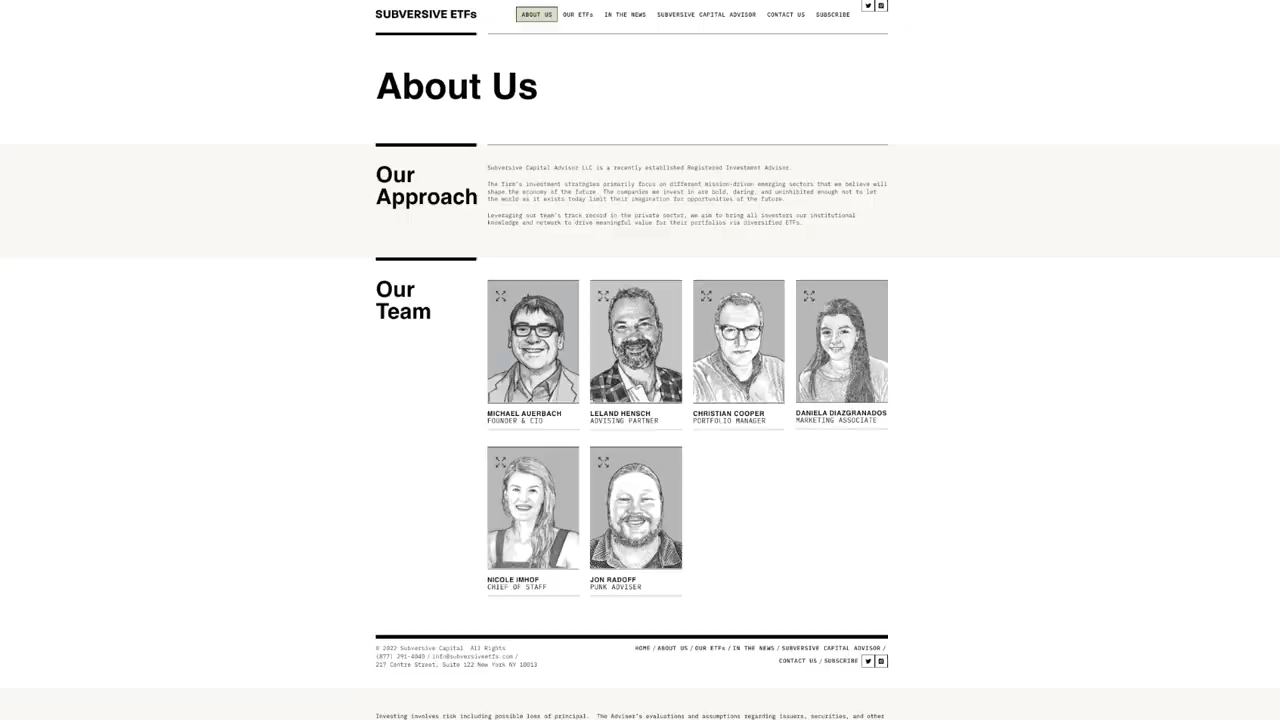 SUBVERSIVE ETFs
ABOUT US
OUR ETFs
IN THE NEWS
SUBVERSIVE CAPITAL ADVISOR
CONTACT US
SUBSCRIBE
About Us
Our
Approach
Subversive Capital Advisor LLC is a recently established Registered Investment Advisor.
The firm's investment strategies primarily focus on different mission-driven emerging sectors that we believe will
shape the economy of the future. The companies we invest in are bold, daring, and uninhibited enough not to let
the world as it exists today limit their imagination for opportunities of the future.
Leveraging our team's track record in the private sector, we aim to bring all investors our institutional
knowledge and network to drive meaningful value for their portfolios via diversified ETFs.
Our
Team
MICHAEL AUERBACH
FOUNDER & CIO
LELAND HENSCH
ADVISING PARTNER
CHRISTIAN COOPER
PORTFOLIO MANAGER
DANIELA DIAZGRANADOS
MARKETING ASSOCIATE
NICOLE IMHOF
CHIEF OF STAFF
JON RADOFF
PUNK ADVISER
© 2022 Subversive Capital All Rights
(877) 291-4040 / info@subversiveetfs.com /
217 Centre Street, Suite 122 New York NY 10013
HOME / ABOUT US / OUR ETFs / IN THE NEWS / SUBVERSIVE CAPITAL ADVISOR /
CONTACT US / SUBSCRIBE
Investing involves risk including possible loss of principal. The Adviser's evaluations and assumptions regarding issuers, securities, and other